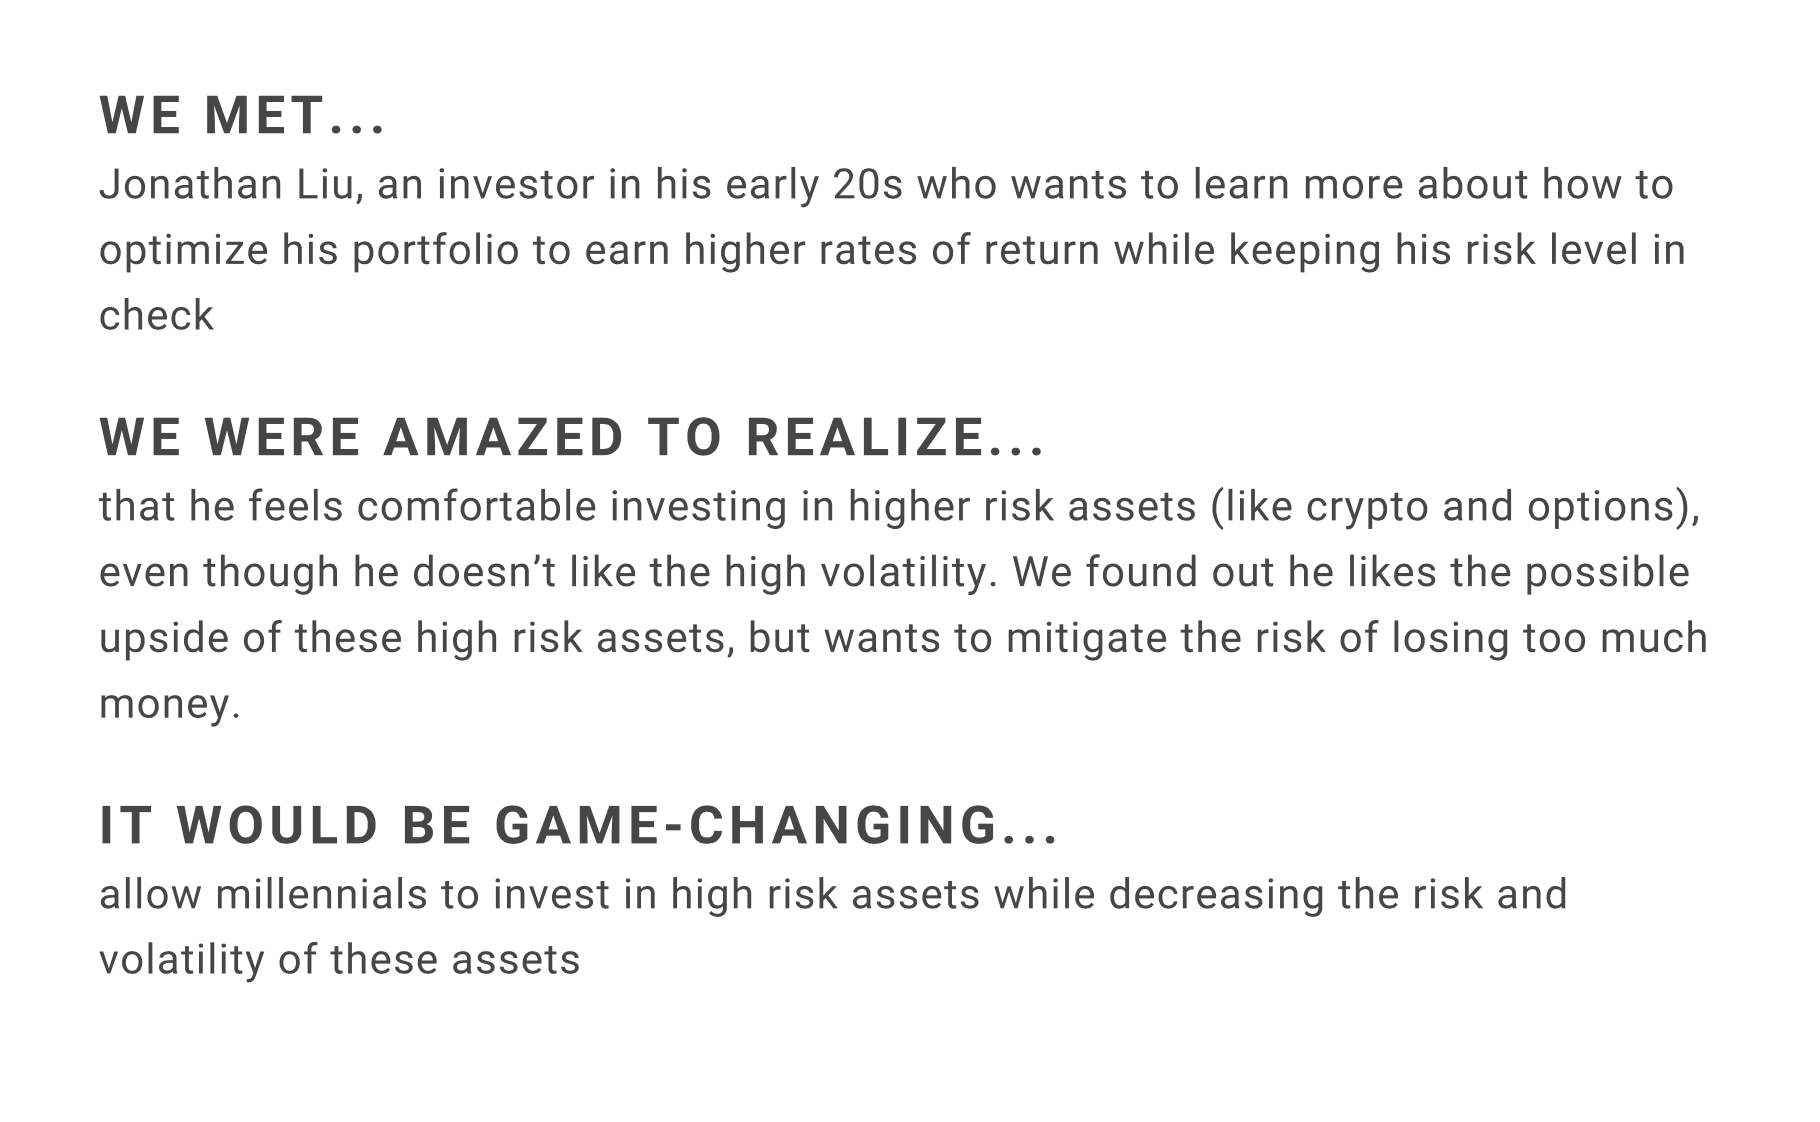 WE MET...
Jonathan Liu, an investor in his early 20s who wants to learn more about how to
optimize his portfolio to earn higher rates of return while keeping his risk level in
check
WE WERE AMAZED TO REALIZE...
that he feels comfortable investing in higher risk assets (like crypto and options),
even though he doesn’t like the high volatility. We found out he likes the possible
upside of these high risk assets, but wants to mitigate the risk of losing too much
money.
IT WOULD BE GAME-CHANGING...
allow millennials to invest in high risk assets while decreasing the risk and
volatility of these assets